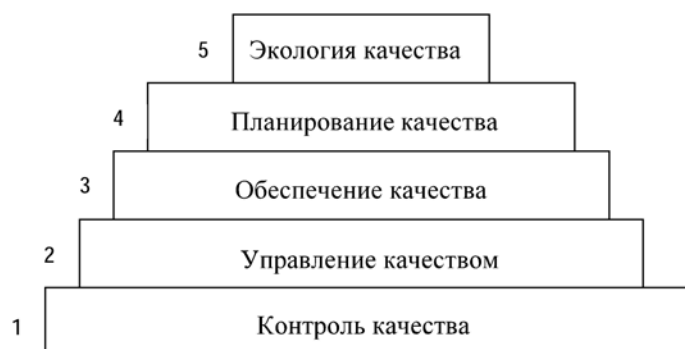 5 Экология качества
4 Планирование качества
3 Обеспечение качества
2 Управление качеством
1 Контроль качества